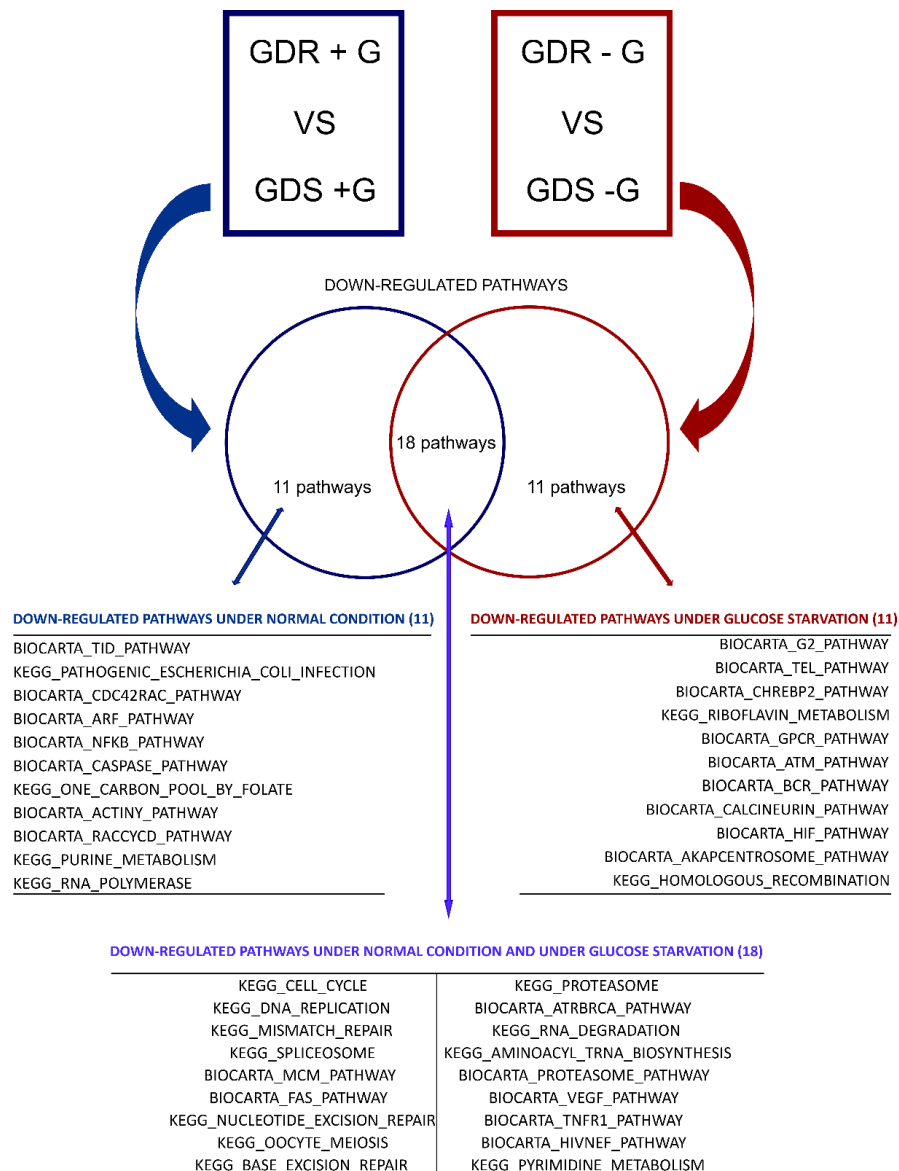 GDR + G
VS
GDS +G
GDR - G
VS
GDS -G
DOWN-REGULATED PATHWAYS
18 pathways
11 pathways
11 pathways
DOWN-REGULATED PATHWAYS UNDER NORMAL CONDITION (11)
BIOCARTA_TID_PATHWAY
KEGG_PATHOGENIC_ESCHERICHIA_COLI_INFECTION
BIOCARTA_CDC42RAC_PATHWAY
BIOCARTA_ARF_PATHWAY
BIOCARTA_NFKB_PATHWAY
BIOCARTA_CASPASE_PATHWAY
KEGG_ONE_CARBON_POOL_BY_FOLATE
BIOCARTA_ACTINY_PATHWAY
BIOCARTA_RACCYCD_PATHWAY
KEGG_PURINE_METABOLISM
KEGG_RNA_POLYMERASE
DOWN-REGULATED PATHWAYS UNDER GLUCOSE STARVATION (11)
BIOCARTA_G2_PATHWAY
BIOCARTA_TEL_PATHWAY
BIOCARTA_CHREBP2_PATHWAY
KEGG_RIBOFLAVIN_METABOLISM
BIOCARTA_GPCR_PATHWAY
BIOCARTA_ATM_PATHWAY
BIOCARTA_BCR_PATHWAY
BIOCARTA_CALCINEURIN_PATHWAY
BIOCARTA_HIF_PATHWAY
BIOCARTA_AKAPCENTROSOME_PATHWAY
KEGG_HOMOLOGOUS_RECOMBINATION
DOWN-REGULATED PATHWAYS UNDER NORMAL CONDITION AND UNDER GLUCOSE STARVATION (18)
KEGG_CELL_CYCLE
KEGG_DNA_REPLICATION
KEGG_MISMATCH_REPAIR
KEGG_SPLICEOSOME
BIOCARTA_MCM_PATHWAY
BIOCARTA_FAS_PATHWAY
KEGG_NUCLEOTIDE_EXCISION_REPAIR
KEGG_OOCYTE_MEIOSIS
KEGG_BASE_EXCISION_REPAIR
KEGG_PROTEASOME
BIOCARTA_ATRBRCA_PATHWAY
KEGG_RNA_DEGRADATION
KEGG_AMINOACYL_TRNA_BIOSYNTHESIS
BIOCARTA_PROTEASOME_PATHWAY
BIOCARTA_VEGF_PATHWAY
BIOCARTA_TNFR1_PATHWAY
BIOCARTA_HIVNEF_PATHWAY
KEGG_PYRIMIDINE_METABOLISM